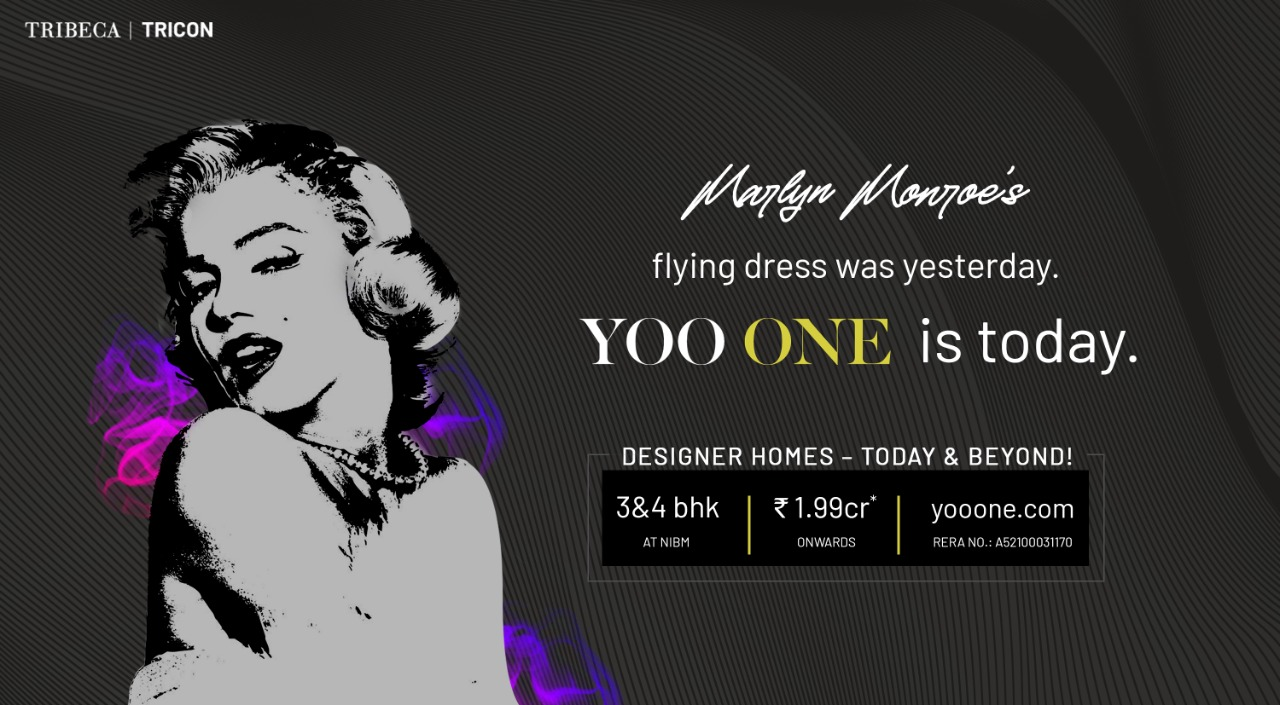 TRIBECA | TRICON
Marlyn Monroe's
flying dress was yesterday.
YOO ONE is today.
DESIGNER HOMES – TODAY & BEYOND!
3&4 bhk
AT NIBM
₹ 1.99cr*
ONWARDS
yooone.com
RERA NO.: A52100031170